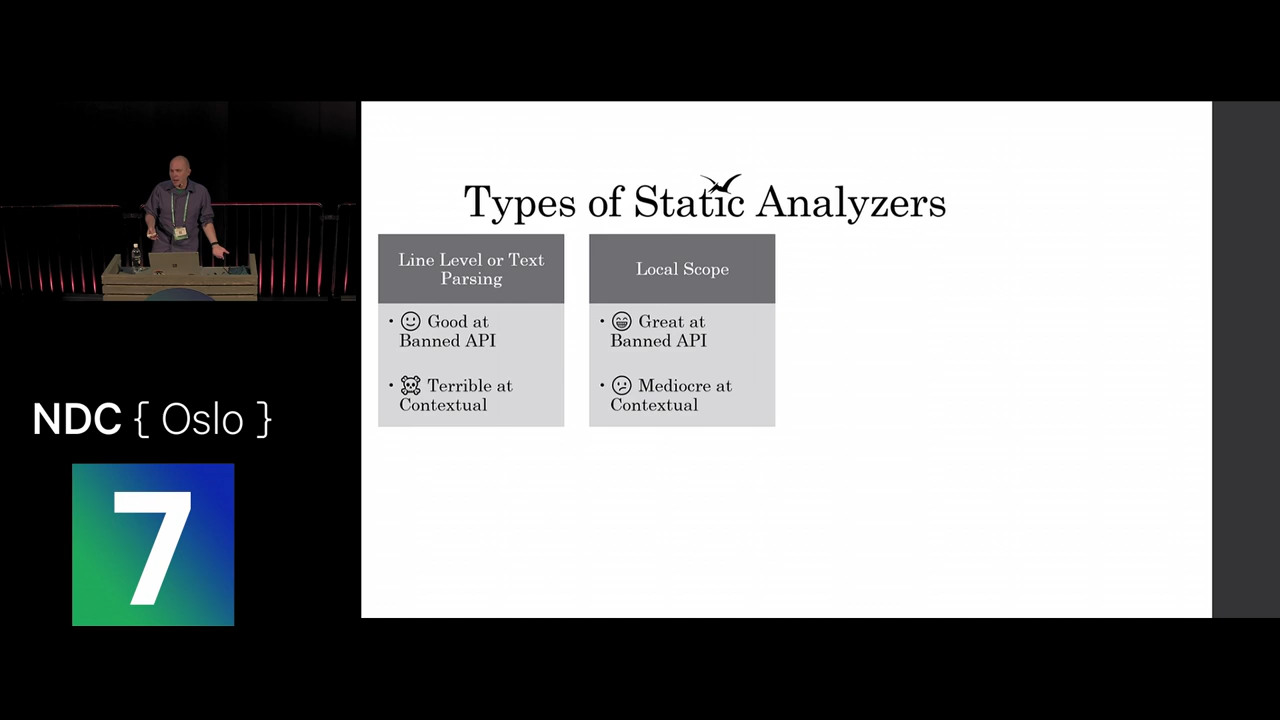 Types of Static Analyzers
Line Level or Text
Parsing
• Good at
Banned API
• Terrible at
Contextual
Local Scope
• Great at
Banned API
• Mediocre at
Contextual
NDC { Oslo }
7